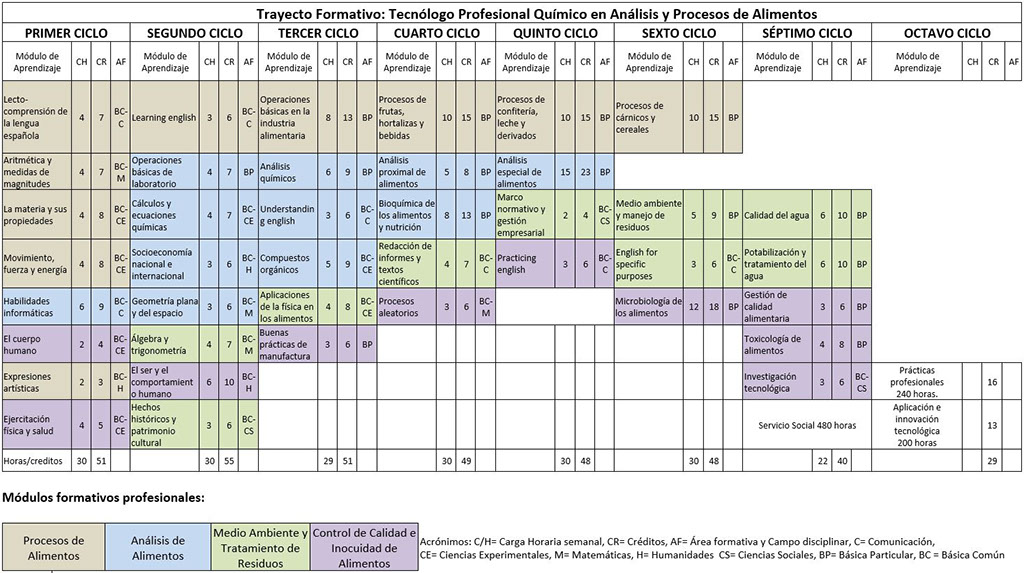 Trayecto Formativo: Tecnólogo Profesional Químico en Análisis y Procesos de Alimentos
PRIMER CICLO SEGUNDO CICLO TERCER CICLO CUARTO CICLO QUINTO CICLO SEXTO CICLO SÉPTIMO CICLO OCTAVO CICLO
Módulo de Aprendizaje CH CR AF Módulo de Aprendizaje CH CR AF Módulo de Aprendizaje CH CR AF Módulo de Aprendizaje CH CR AF Módulo de Aprendizaje CH CR AF Módulo de Aprendizaje CH CR AF Módulo de Aprendizaje CH CR AF Módulo de Aprendizaje CH CR AF
Lecto-comprensión de la lengua española 4 7 BC-C Learning english 3 6 BC-C Operaciones básicas en la industria alimentaria 8 13 BP Procesos de frutas, hortalizas y bebidas 10 15 BP Procesos de confitería, leche y derivados 10 15 BP Procesos de cárnicos y cereales 10 15 BP
Aritmética y medidas de magnitudes 4 7 BC-M Operaciones básicas de laboratorio 4 7 BP Análisis químicos 6 9 BP Análisis proximal de alimentos 5 8 BP Análisis especial de alimentos 15 23 BP
La materia y sus propiedades 4 8 BC-CE Cálculos y ecuaciones químicas 4 7 BC-CE Understanding english 3 6 BC-C Bioquímica de los alimentos y nutrición 8 13 BP Marco normativo y gestión empresarial 2 4 BC-CS Medio ambiente y manejo de residuos 5 9 BP Calidad del agua 6 10 BP
Movimiento, fuerza y energía 4 8 BC-CE Socioeconomía nacional e internacional 3 6 BC-H Compuestos orgánicos 5 9 BC-CE Redacción de informes y textos científicos 4 7 BC-C Practicing english 3 6 BC-C English for specific purposes 3 6 BC-C Potabilización y tratamiento del agua 6 10 BP
Habilidades informáticas 6 9 BC-C Geometría plana y del espacio 3 6 BC-M Aplicaciones de la física en los alimentos 4 8 BC-CE Procesos aleatorios 3 6 BC-M Microbiología de los alimentos 12 18 BP Gestión de calidad alimentaria 3 6 BP
El cuerpo humano 2 4 BC-CE Álgebra y trigonometría 4 7 BC-M Buenas prácticas de manufactura 3 6 BP Toxicología de alimentos 4 8 BP
Expresiones artísticas 2 3 BC-H El ser y el comportamiento humano 6 10 BC-H Investigación tecnológica 3 6 BC-CS Prácticas profesionales 240 horas. 16
Ejercitación física y salud 4 5 BC-CE Hechos históricos y patrimonio cultural 3 6 BC-CS Servicio Social 480 horas Aplicación e innovación tecnológica 200 horas 13
Horas/creditos 30 51 30 55 29 51 30 49 30 48 30 48 22 40 29
Módulos formativos profesionales:
Procesos de Alimentos Análisis de Alimentos Medio Ambiente y Tratamiento de Residuos Control de Calidad e Inocuidad de Alimentos
Acrónimos: C/H= Carga Horaria semanal, CR= Créditos, AF= Área formativa y Campo disciplinar, C= Comunicación,
CE= Ciencias Experimentales, M= Matemáticas, H= Humanidades CS= Ciencias Sociales, BP= Básica Particular, BC = Básica Común